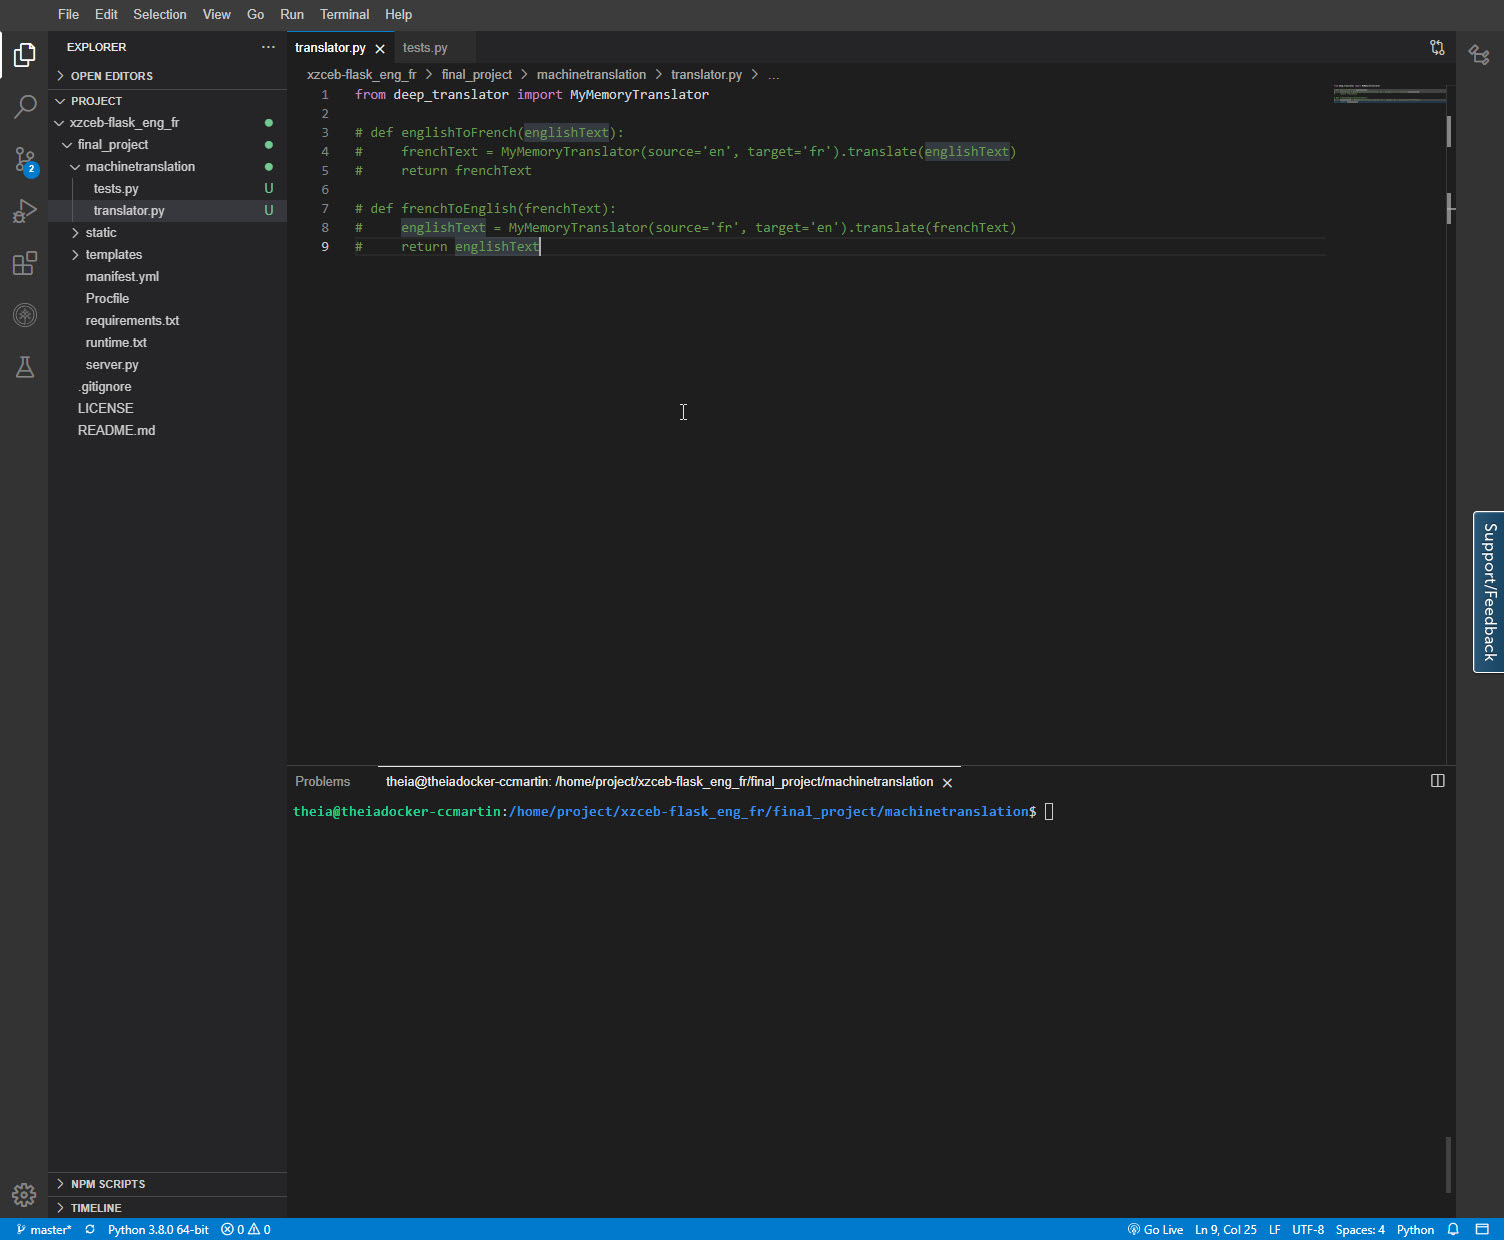 File Edit Selection View Go Run Terminal Help
EXPLORER ...
OPEN EDITORS
PROJECT
xzceb-flask_eng_fr
final_project
machinetranslation
tests.py U
translator.py U
static
templates
manifest.yml
Procfile
requirements.txt
runtime.txt
server.py
.gitignore
LICENSE
README.md
NPM SCRIPTS
TIMELINE
2
translator.py tests.py
xzceb-flask_eng_fr > final_project > machinetranslation > translator.py > ...
1 from deep_translator import MyMemoryTranslator
2
3 # def englishToFrench(englishText):
4 #     frenchText = MyMemoryTranslator(source='en', target='fr').translate(englishText)
5 #     return frenchText
6
7 # def frenchToEnglish(frenchText):
8 #     englishText = MyMemoryTranslator(source='fr', target='en').translate(frenchText)
9 #     return englishText
Support/Feedback
Problems theia@theiadocker-ccmartin: /home/project/xzceb-flask_eng_fr/final_project/machinetranslation
theia@theiadocker-ccmartin:/home/project/xzceb-flask_eng_fr/final_project/machinetranslation$
master* Python 3.8.0 64-bit 0 0 Go Live Ln 9, Col 25 LF UTF-8 Spaces: 4 Python